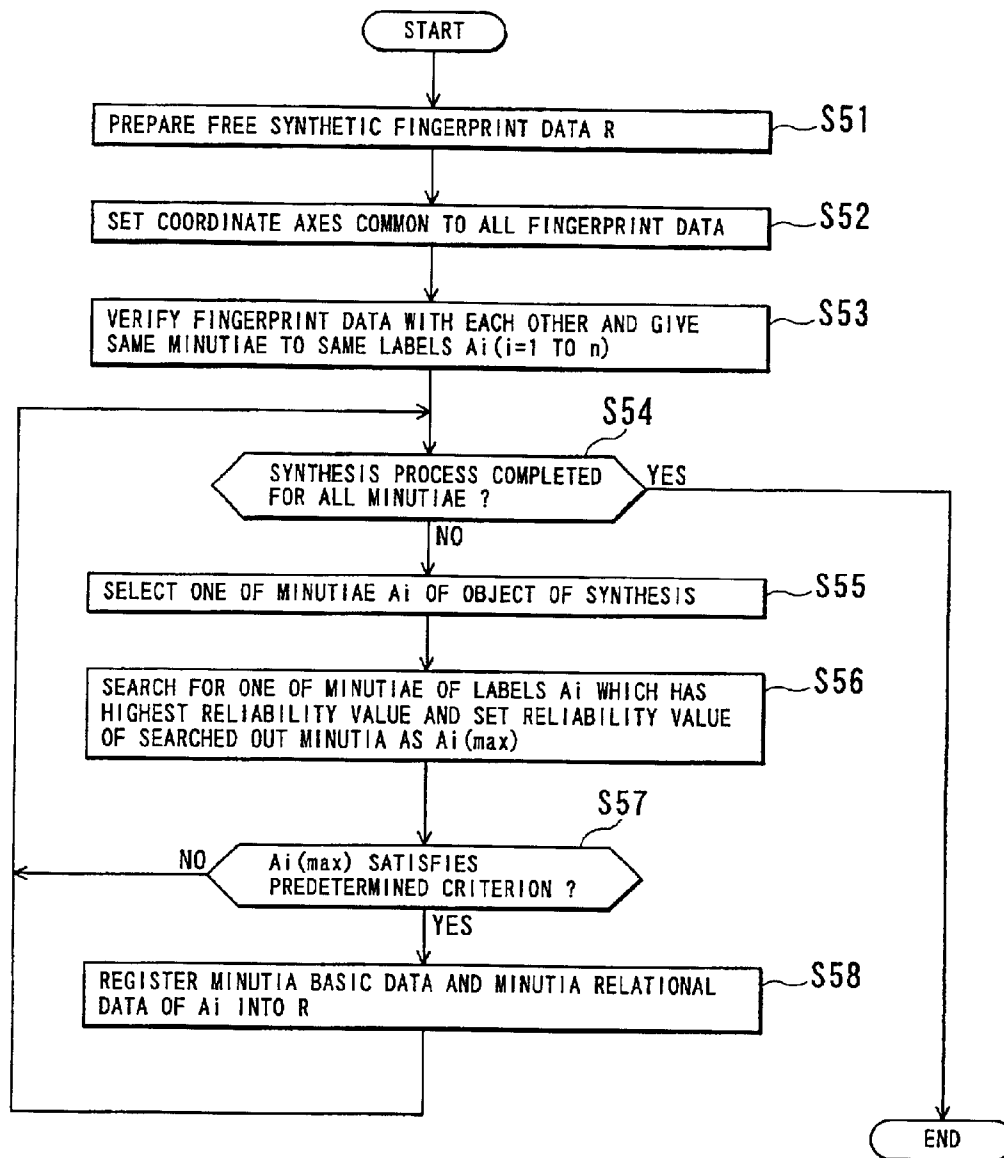 START
PREPARE FREE SYNTHETIC FINGERPRINT DATA R
S51
SET COORDINATE AXES COMMON TO ALL FINGERPRINT DATA
S52
VERIFY FINGERPRINT DATA WITH EACH OTHER AND GIVE
SAME MINUTIAE TO SAME LABELS Ai(i=1 TO n)
S53
S54
SYNTHESIS PROCESS COMPLETED
FOR ALL MINUTIAE ?
YES
NO
SELECT ONE OF MINUTIAE Ai OF OBJECT OF SYNTHESIS
S55
SEARCH FOR ONE OF MINUTIAE OF LABELS Ai WHICH HAS
HIGHEST RELIABILITY VALUE AND SET RELIABILITY VALUE
OF SEARCHED OUT MINUTIA AS Ai(max)
S56
S57
NO
Ai(max) SATISFIES
PREDETERMINED CRITERION ?
YES
REGISTER MINUTIA BASIC DATA AND MINUTIA RELATIONAL
DATA OF Ai INTO R
S58
END